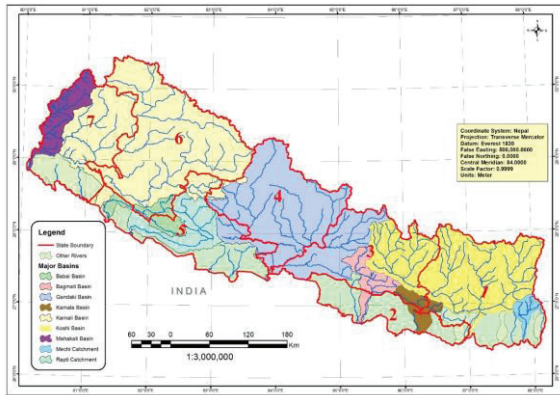 Coordinate System: Nepal
Projection: Transverse Mercator
Datum: Everest 1830
False Easting: 500,000.0000
False Northing: 0.0000
Central Meridian: 84.0000
Scale Factor: 0.9999
Units: Meter
7
6
4
5
3
1
2
INDIA
Legend
State Boundary
Other Rivers
Major Basins
Babai Basin
Bagmati Basin
Gandaki Basin
Kamala Basin
Karnali Basin
Koshi Basin
Mahakali Basin
Mechi Catchment
Rapti Catchment
60 30 0 60 120 180
Km
1:3,000,000